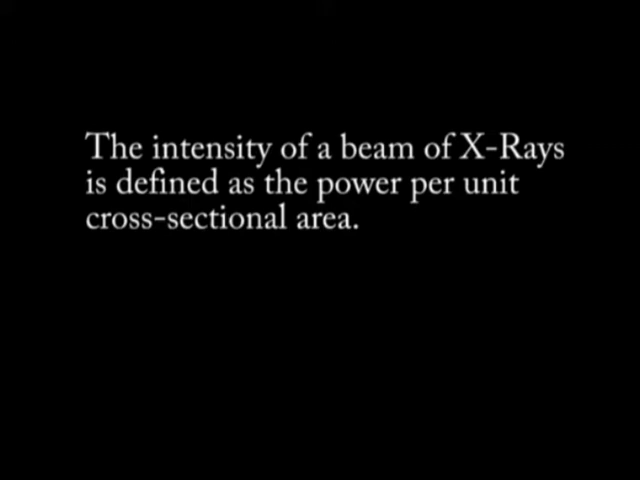 The intensity of a beam of X-Rays
is defined as the power per unit
cross-sectional area.